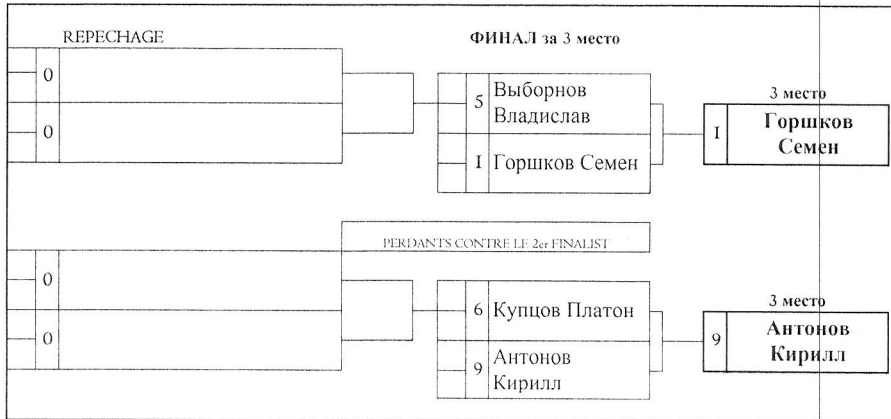 REPECHAGE
ФИНАЛ за 3 место
0
0
5
Выборнов
Владислав
I
Горшков Семен
3 место
I
Горшков
Семен
PERDANTS CONTRE LE 2er FINALIST
0
0
6
Купцов Платон
9
Антонов
Кирилл
3 место
9
Антонов
Кирилл